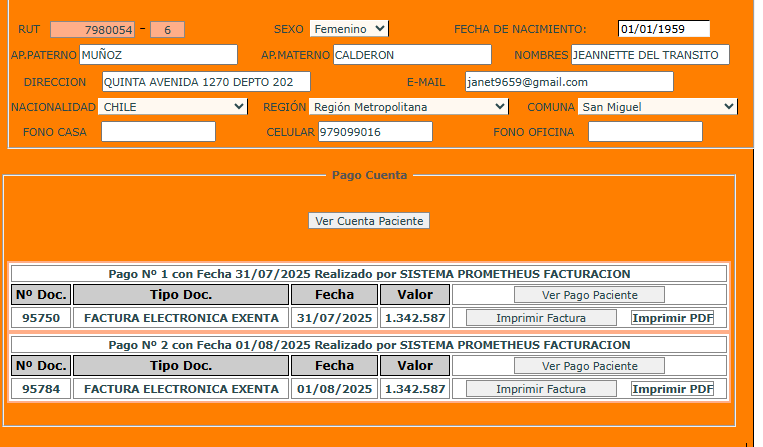 RUT 7980054 - 6 SEXO Femenino FECHA DE NACIMIENTO: 01/01/1959
AP.PATERNO MUÑOZ AP.MATERNO CALDERON NOMBRES JEANNETTE DEL TRANSITO
DIRECCION QUINTA AVENIDA 1270 DEPTO 202 E-MAIL janet9659@gmail.com
NACIONALIDAD CHILE REGIÓN Región Metropolitana COMUNA San Miguel
FONO CASA CELULAR 979099016 FONO OFICINA
Pago Cuenta
Ver Cuenta Paciente
Pago Nº 1 con Fecha 31/07/2025 Realizado por SISTEMA PROMETHEUS FACTURACION
Nº Doc. Tipo Doc. Fecha Valor Ver Pago Paciente
95750 FACTURA ELECTRONICA EXENTA 31/07/2025 1.342.587 Imprimir Factura Imprimir PDF
Pago Nº 2 con Fecha 01/08/2025 Realizado por SISTEMA PROMETHEUS FACTURACION
Nº Doc. Tipo Doc. Fecha Valor Ver Pago Paciente
95784 FACTURA ELECTRONICA EXENTA 01/08/2025 1.342.587 Imprimir Factura Imprimir PDF